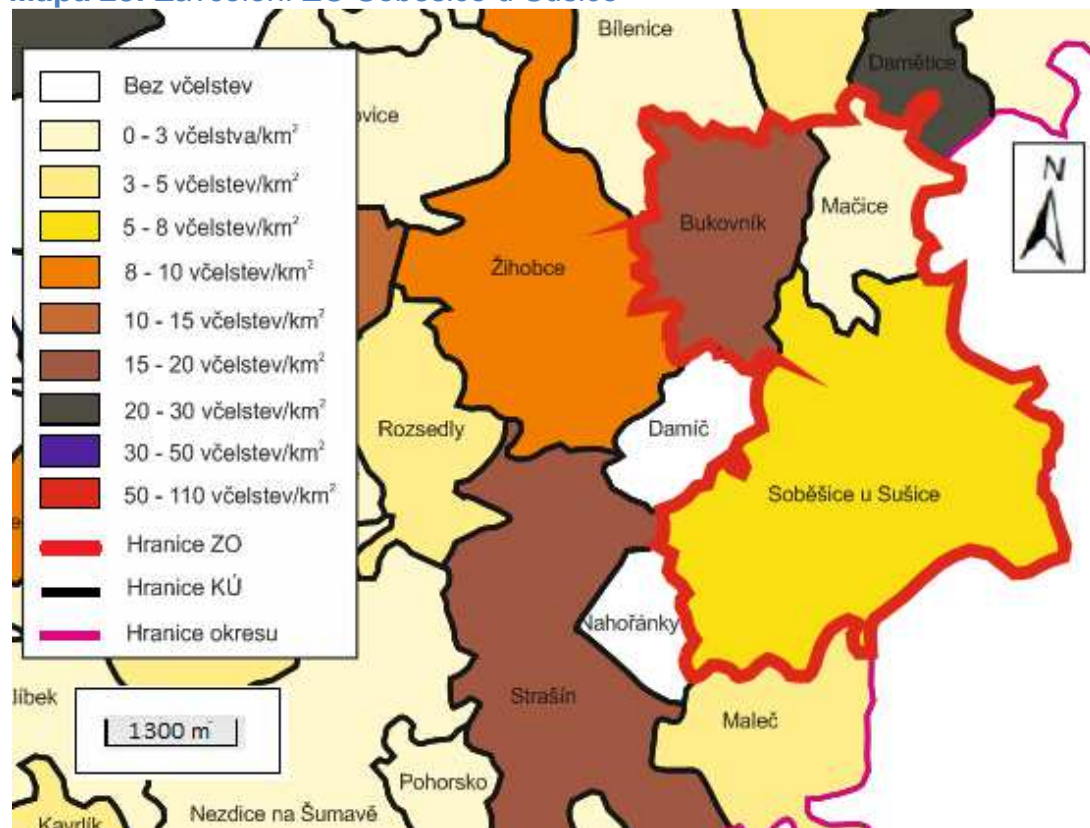 Bez včelstev
0 - 3 včelstva/km²
3 - 5 včelstev/km²
5 - 8 včelstev/km²
8 - 10 včelstev/km²
10 - 15 včelstev/km²
15 - 20 včelstev/km²
20 - 30 včelstev/km²
30 - 50 včelstev/km²
50 - 110 včelstev/km²
Hranice ZO
Hranice KÚ
Hranice okresu
1300 m
N
Bílenice
Damětice
ovice
Mačice
Bukovník
Žihobce
Rozsedly
Damíč
Soběšice u Sušice
Nahořánky
Strašín
Maleč
Pohorsko
Nezdice na Šumavě
Kavrlík